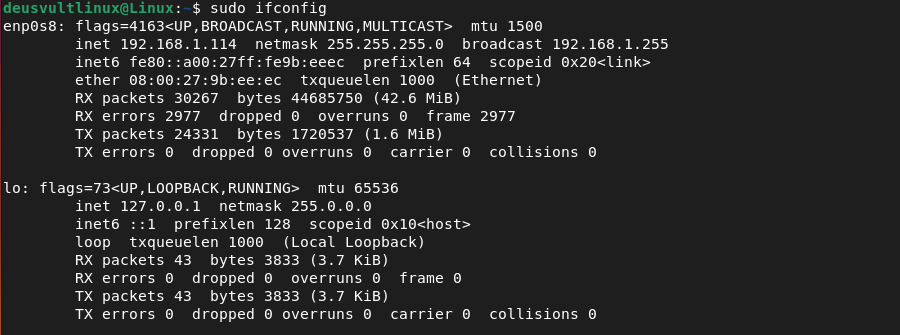 deusvultlinux@Linux:~$ sudo ifconfig
enp0s8: flags=4163<UP,BROADCAST,RUNNING,MULTICAST>  mtu 1500
        inet 192.168.1.114  netmask 255.255.255.0  broadcast 192.168.1.255
        inet6 fe80::a00:27ff:fe9b:eeec  prefixlen 64  scopeid 0x20<link>
        ether 08:00:27:9b:ee:ec  txqueuelen 1000  (Ethernet)
        RX packets 30267  bytes 44685750 (42.6 MiB)
        RX errors 2977  dropped 0  overruns 0  frame 2977
        TX packets 24331  bytes 1720537 (1.6 MiB)
        TX errors 0  dropped 0 overruns 0  carrier 0  collisions 0

lo: flags=73<UP,LOOPBACK,RUNNING>  mtu 65536
        inet 127.0.0.1  netmask 255.0.0.0
        inet6 ::1  prefixlen 128  scopeid 0x10<host>
        loop  txqueuelen 1000  (Local Loopback)
        RX packets 43  bytes 3833 (3.7 KiB)
        RX errors 0  dropped 0  overruns 0  frame 0
        TX packets 43  bytes 3833 (3.7 KiB)
        TX errors 0  dropped 0 overruns 0  carrier 0  collisions 0